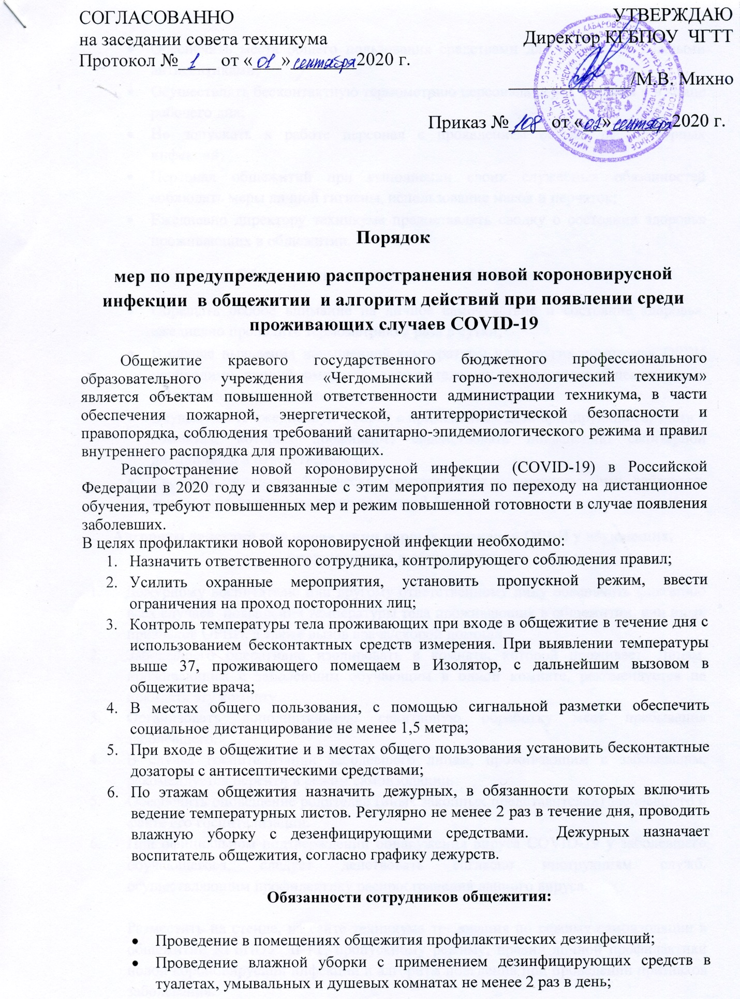 СОГЛАСОВАННО
на заседании совета техникума
Протокол № 1 от «01» сентября 2020 г.
УТВЕРЖДАЮ
Директор КГБПОУ ЧГТТ
/М.В. Михно
Приказ № 108 от «01» сентября 2020 г.
Порядок
мер по предупреждению распространения новой короновирусной
инфекции в общежитии и алгоритм действий при появлении среди
проживающих случаев COVID-19
Общежитие краевого государственного бюджетного профессионального
образовательного учреждения «Чегдомынский горно-технологический техникум»
является объектам повышенной ответственности администрации техникума, в части
обеспечения пожарной, энергетической, антитеррористической безопасности и
правопорядка, соблюдения требований санитарно-эпидемиологического режима и правил
внутреннего распорядка для проживающих.
Распространение новой короновирусной инфекции (COVID-19) в Российской
Федерации в 2020 году и связанные с этим мероприятия по переходу на дистанционное
обучения, требуют повышенных мер и режим повышенной готовности в случае появления
заболевших.
В целях профилактики новой короновирусной инфекции необходимо:
1. Назначить ответственного сотрудника, контролирующего соблюдения правил;
2. Усилить охранные мероприятия, установить пропускной режим, ввести
ограничения на проход посторонних лиц;
3. Контроль температуры тела проживающих при входе в общежитие в течение дня с
использованием бесконтактных средств измерения. При выявлении температуры
выше 37, проживающего помещаем в Изолятор, с дальнейшим вызовом в
общежитие врача;
4. В местах общего пользования, с помощью сигнальной разметки обеспечить
социальное дистанцирование не менее 1,5 метра;
5. При входе в общежитие и в местах общего пользования установить бесконтактные
дозаторы с антисептическими средствами;
6. По этажам общежития назначить дежурных, в обязанности которых включить
ведение температурных листов. Регулярно не менее 2 раз в течение дня, проводить
влажную уборку с дезенфицирующими средствами. Дежурных назначает
воспитатель общежития, согласно графику дежурств.
Обязанности сотрудников общежития:
• Проведение в помещениях общежития профилактических дезинфекций;
• Проведение влажной уборки с применением дезинфицирующих средств в
туалетах, умывальных и душевых комнатах не менее 2 раз в день;